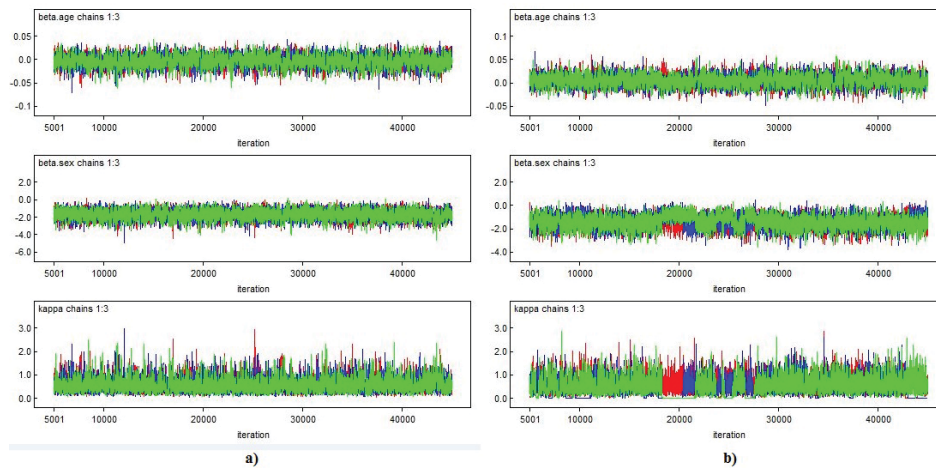 beta.age chains 1:3
0.05
0.0
-0.05
-0.1
5001 10000 20000 30000 40000
iteration
beta.sex chains 1:3
2.0
0.0
-2.0
-4.0
-6.0
5001 10000 20000 30000 40000
iteration
kappa chains 1:3
3.0
2.0
1.0
0.0
5001 10000 20000 30000 40000
iteration
a)
beta.age chains 1:3
0.1
0.05
0.0
-0.05
5001 10000 20000 30000 40000
iteration
beta.sex chains 1:3
2.0
0.0
-2.0
-4.0
5001 10000 20000 30000 40000
iteration
kappa chains 1:3
3.0
2.0
1.0
0.0
5001 10000 20000 30000 40000
iteration
b)